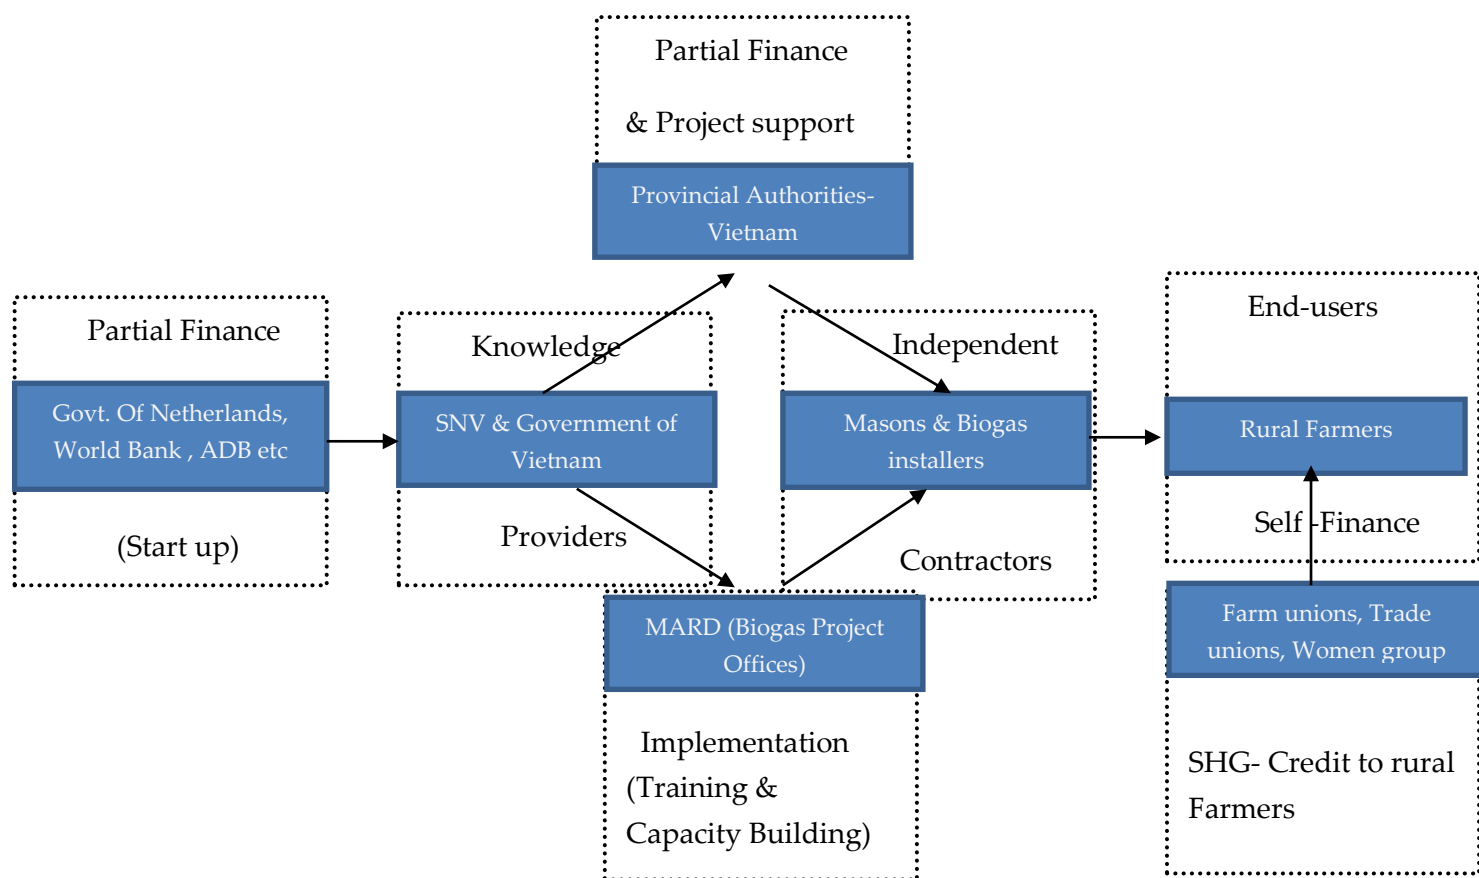 Partial Finance
& Project support
Provincial Authorities-
Vietnam
Partial Finance
Govt. Of Netherlands,
World Bank , ADB etc
(Start up)
Knowledge
SNV & Government of
Vietnam
Providers
Independent
Masons & Biogas
installers
Contractors
End-users
Rural Farmers
Self -Finance
MARD (Biogas Project
Offices)
Implementation
(Training &
Capacity Building)
Farm unions, Trade
unions, Women group
SHG- Credit to rural
Farmers